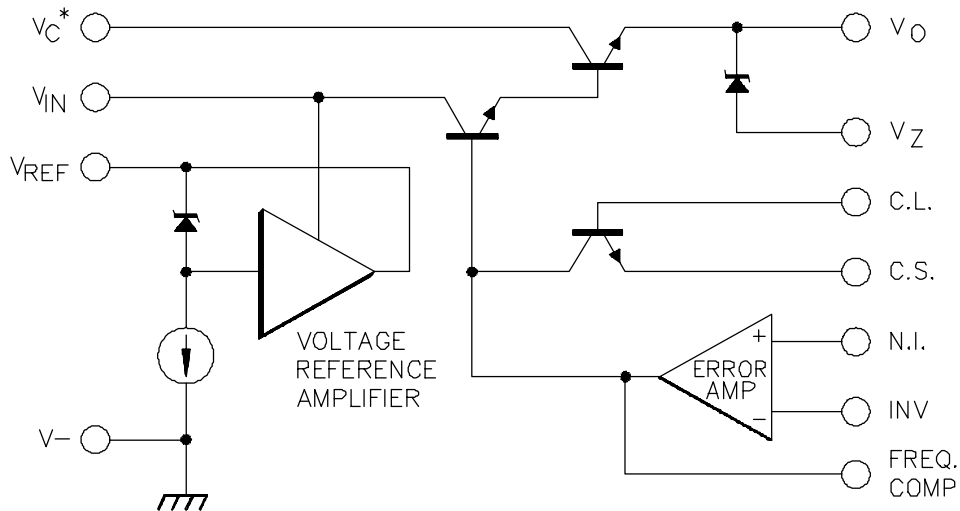 VC*
VIN
VREF
V-
VOLTAGE
REFERENCE
AMPLIFIER
+
ERROR
AMP
-
VO
VZ
C.L.
C.S.
N.I.
INV
FREQ.
COMP